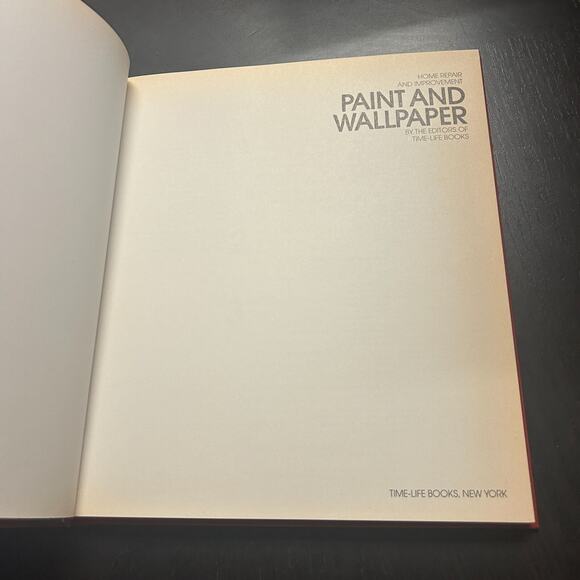 HOME REPAIR
AND IMPROVEMENT
PAINT AND
WALLPAPER
BY THE EDITORS OF
TIME-LIFE BOOKS
TIME-LIFE BOOKS, NEW YORK